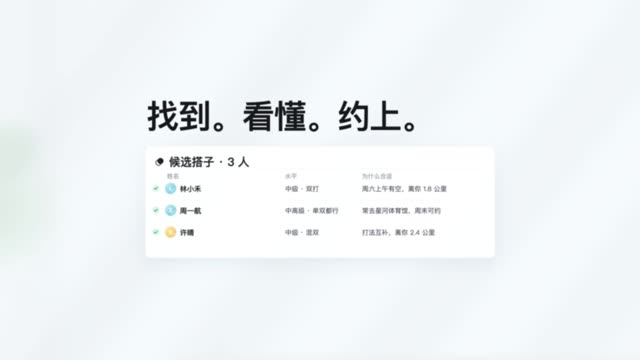 找到。看懂。约上。
候选搭子 · 3 人
姓名 水平 为什么合适
林小禾 中级 · 双打 周六上午有空，离你 1.8 公里
周一航 中高级 · 单双都行 常去星河体育馆，周末可约
许晴 中级 · 混双 打法互补，离你 2.4 公里